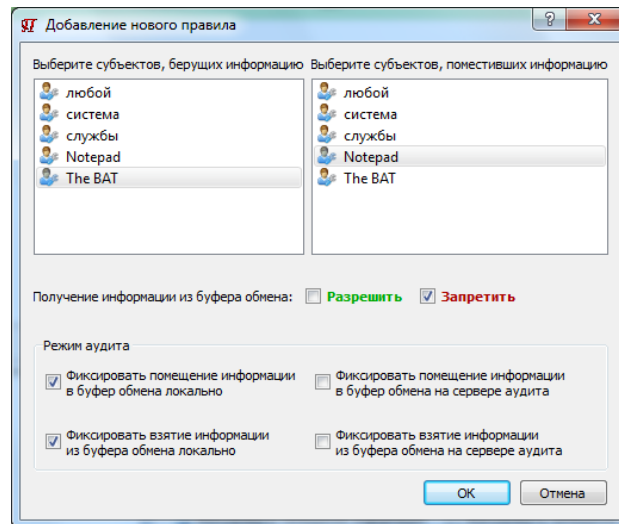 Добавление нового правила
Выберите субъектов, берущих информацию Выберите субъектов, поместивших информацию
любой
система
службы
Notepad
The BAT
любой
система
службы
Notepad
The BAT
Получение информации из буфера обмена: Разрешить Запретить
Режим аудита
Фиксировать помещение информации
в буфер обмена локально
Фиксировать помещение информации
в буфер обмена на сервере аудита
Фиксировать взятие информации
из буфера обмена локально
Фиксировать взятие информации
из буфера обмена на сервере аудита
OK Отмена